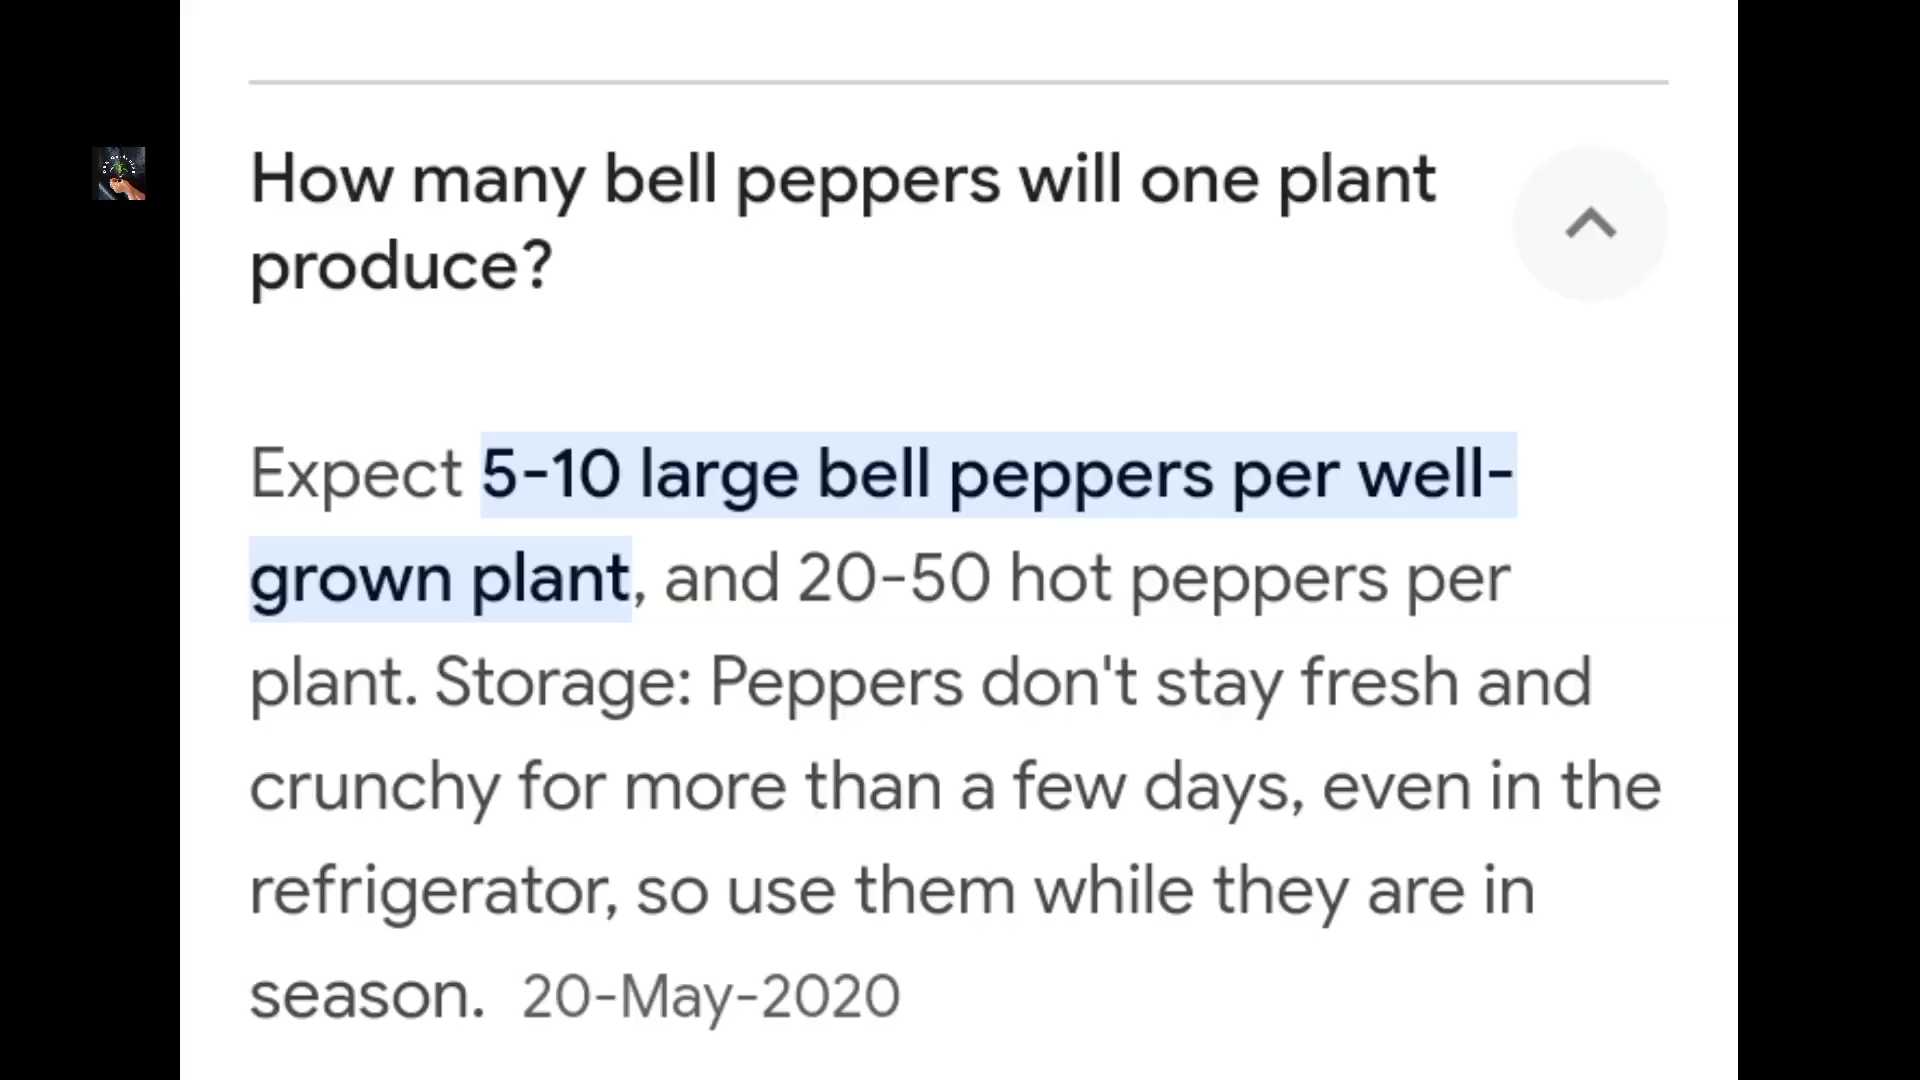 How many bell peppers will one plant
produce?
Expect 5-10 large bell peppers per well-
grown plant, and 20-50 hot peppers per
plant. Storage: Peppers don't stay fresh and
crunchy for more than a few days, even in the
refrigerator, so use them while they are in
season. 20-May-2020